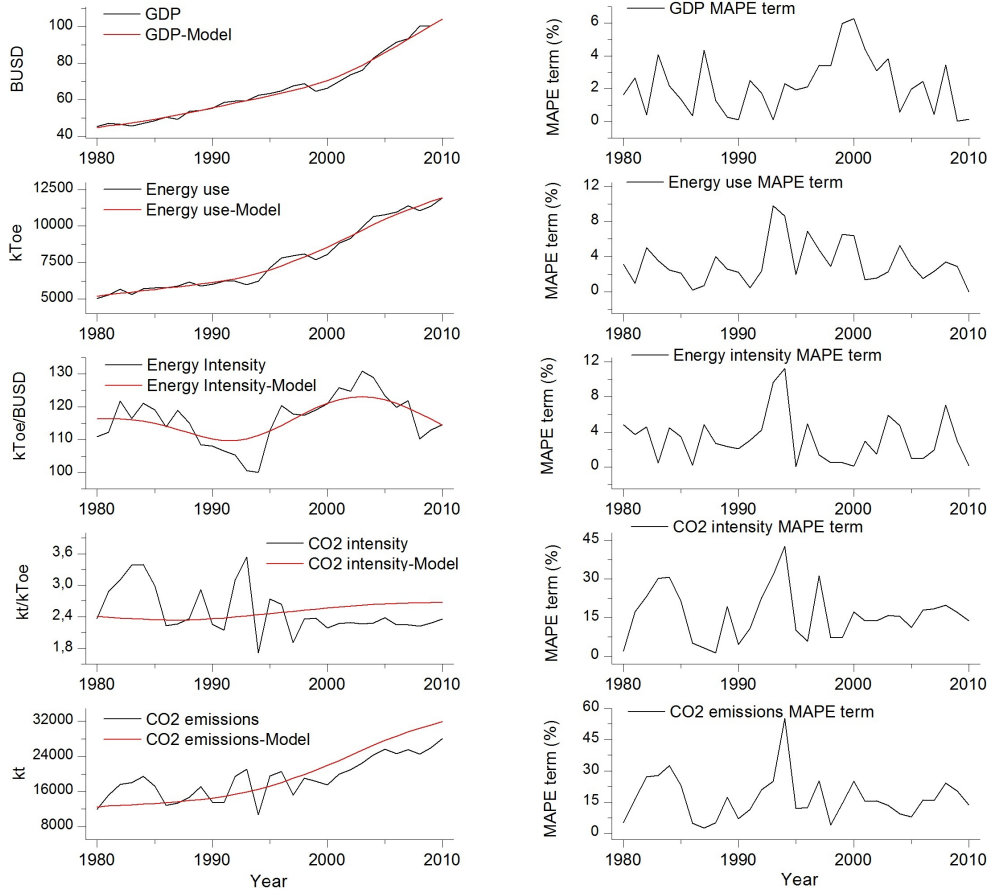 GDP
GDP-Model
BUSD
100
80
60
40
1980 1990 2000 2010
GDP MAPE term
MAPE term (%)
6
4
2
0
1980 1990 2000 2010
Energy use
Energy use-Model
kToe
12500
10000
7500
5000
1980 1990 2000 2010
Energy use MAPE term
MAPE term (%)
12
8
4
0
1980 1990 2000 2010
Energy Intensity
Energy Intensity-Model
kToe/BUSD
130
120
110
100
1980 1990 2000 2010
Energy intensity MAPE term
MAPE term (%)
12
8
4
0
1980 1990 2000 2010
CO2 intensity
CO2 intensity-Model
kt/kToe
3,6
3,0
2,4
1,8
1980 1990 2000 2010
CO2 intensity MAPE term
MAPE term (%)
45
30
15
0
1980 1990 2000 2010
CO2 emissions
CO2 emissions-Model
kt
32000
24000
16000
8000
1980 1990 2000 2010
Year
CO2 emissions MAPE term
MAPE term (%)
60
45
30
15
0
1980 1990 2000 2010
Year